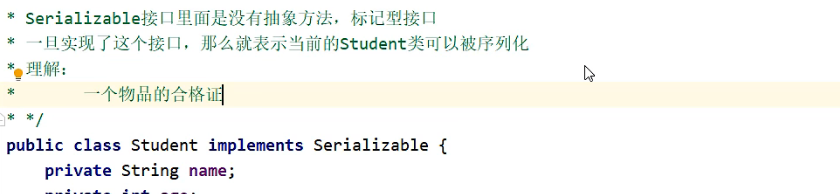 * Serializable接口里面是没有抽象方法，标记型接口
* 一旦实现了这个接口，那么就表示当前的Student类可以被序列化
* 理解：
*       一个物品的合格证
* */
public class Student implements Serializable {
    private String name;
    private int age;